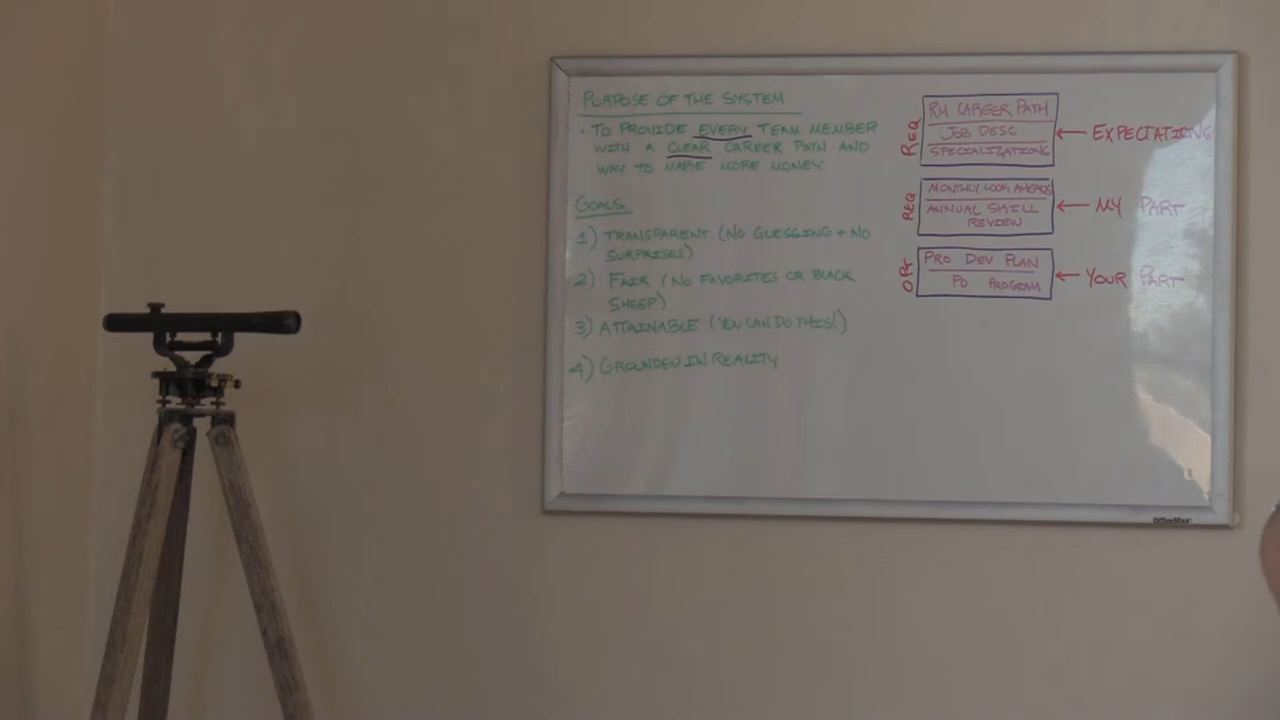 PURPOSE OF THE SYSTEM
• TO PROVIDE EVERY TEAM MEMBER
WITH A CLEAR CAREER PATH AND
WAY TO MAKE MORE MONEY
GOALS
1) TRANSPARENT (NO GUESSING + NO
SURPRISES)
2) FAIR (NO FAVORITES OR BLACK
SHEEP)
3) ATTAINABLE (YOU CAN DO THIS!)
4) GROUNDED IN REALITY
REQ
RH CAREER PATH
JOB DESC
SPECIALIZATIONS
← EXPECTATIONS
REQ
MONTHLY LOOK AHEADS
ANNUAL SKILL
REVIEW
← MY PART
OPT
PRO DEV PLAN
PD PROGRAM
← YOUR PART
OfficeMax